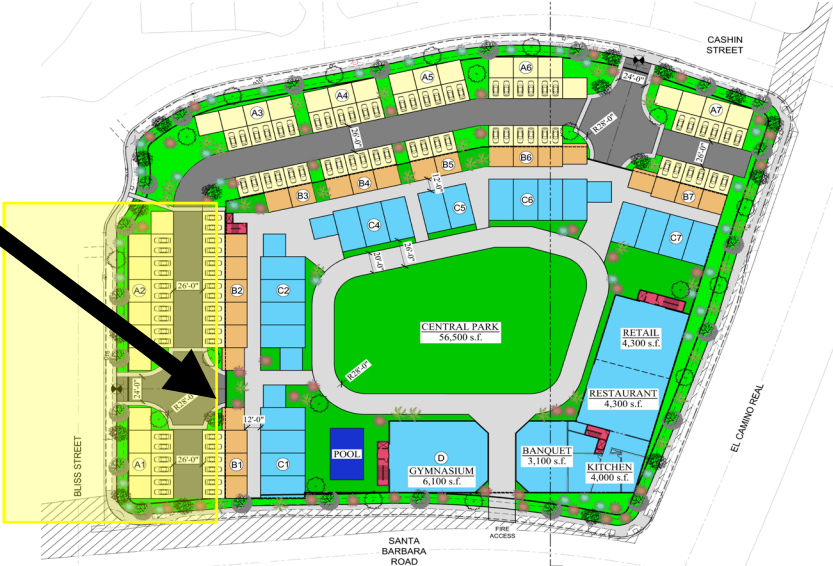 CASHIN
STREET
A6
A5
24'-0"
A4
A7
A3
R28'-0"
26'-0"
26'-0"
B6
B5
B4
12'-0"
B3
B7
C6
C5
C4
C7
20'-0"
26'-0"
A2
26'-0"
B2
C2
CENTRAL PARK
56,500 s.f.
RETAIL
4,300 s.f.
R28'-0"
24'-0"
R28'-0"
RESTAURANT
4,300 s.f.
12'-0"
EL CAMINO REAL
BLISS STREET
A1
26'-0"
B1
C1
POOL
D
GYMNASIUM
6,100 s.f.
BANQUET
3,100 s.f.
KITCHEN
4,000 s.f.
FIRE
ACCESS
SANTA
BARBARA
ROAD